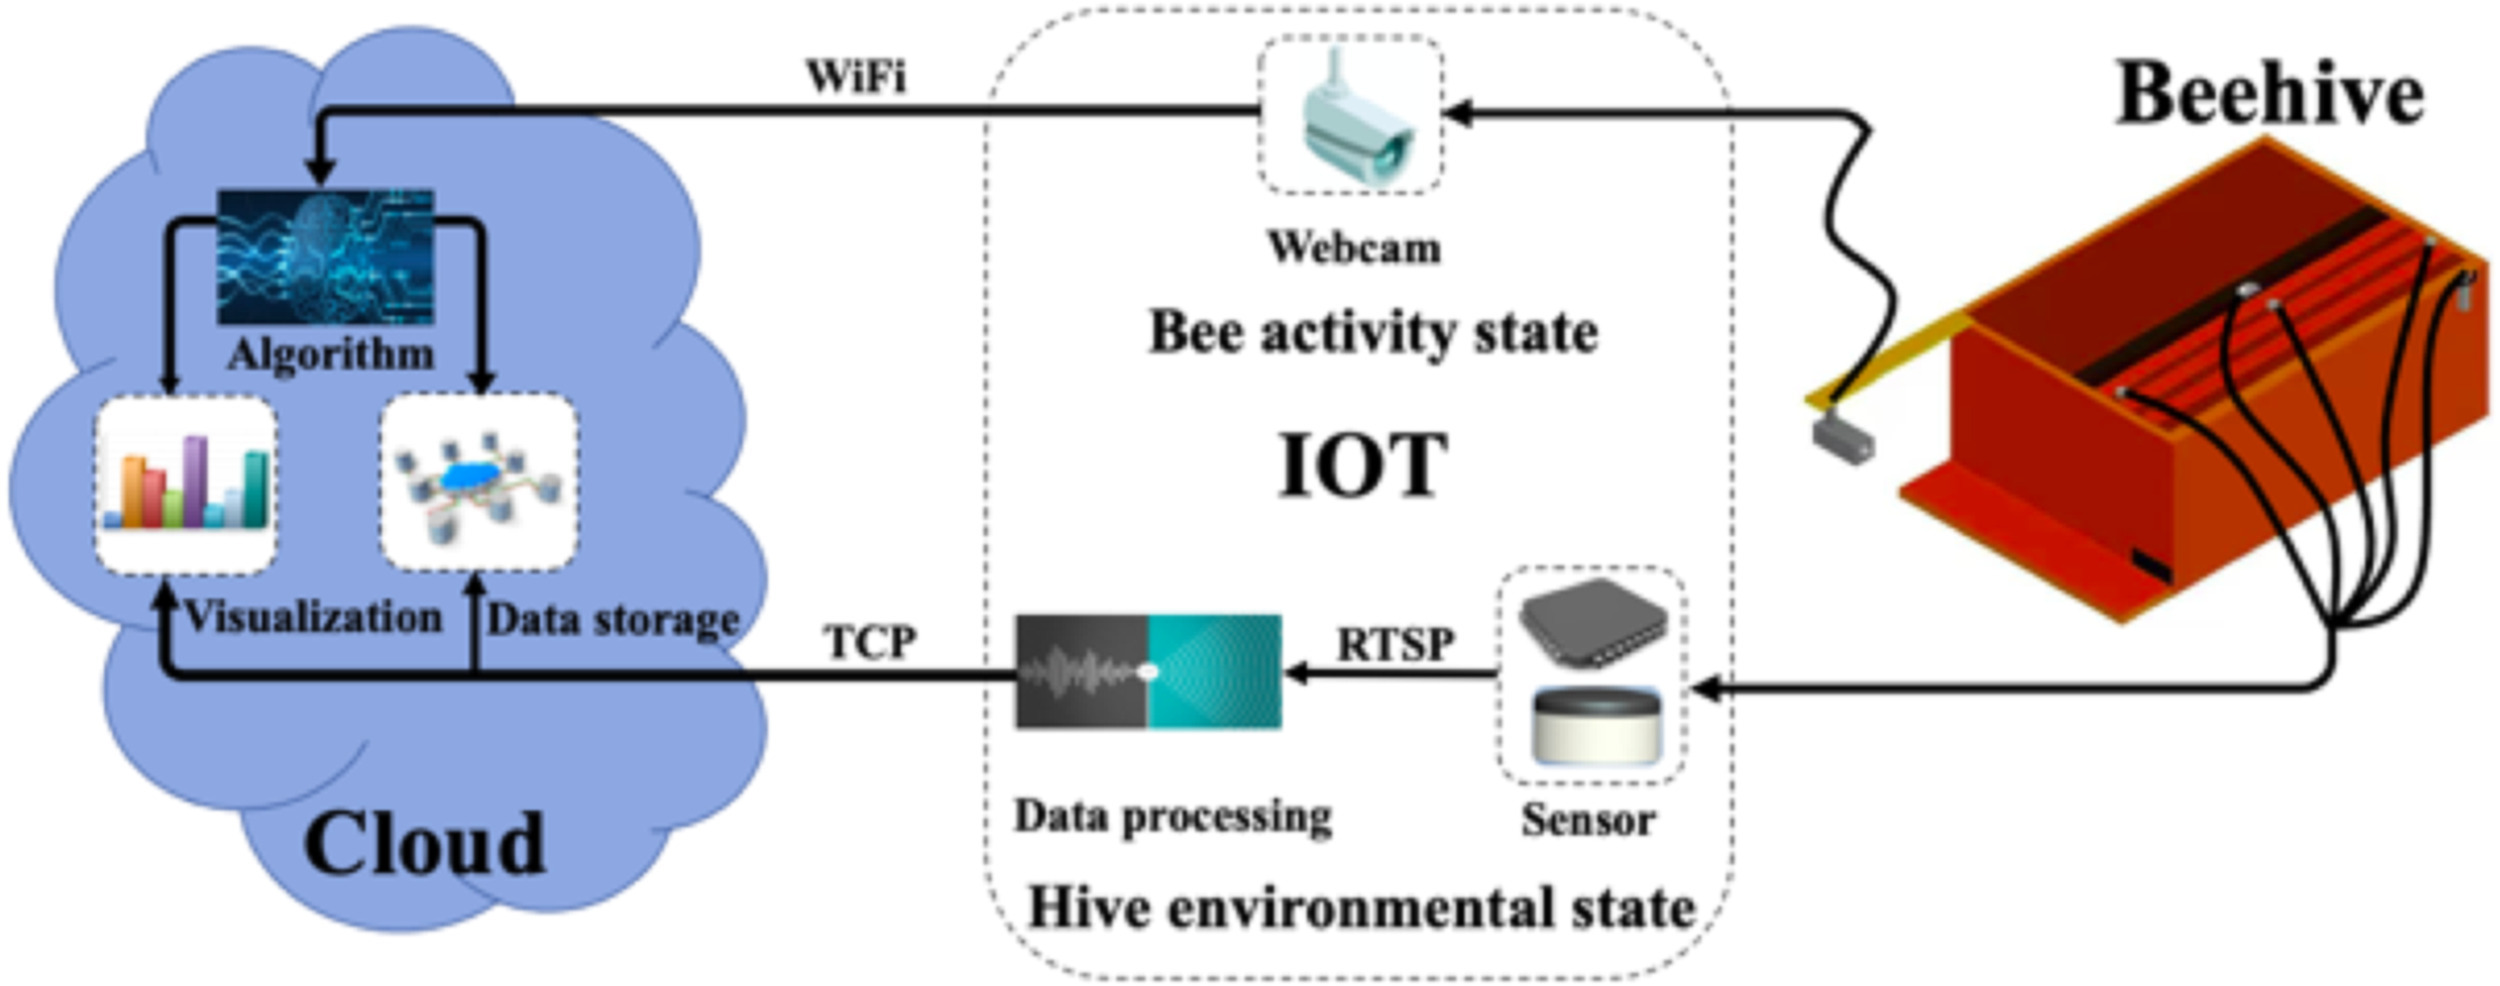 WiFi
Beehive
Webcam
Bee activity state
Algorithm
IOT
Visualization
Data storage
TCP
RTSP
Data processing
Sensor
Cloud
Hive environmental state